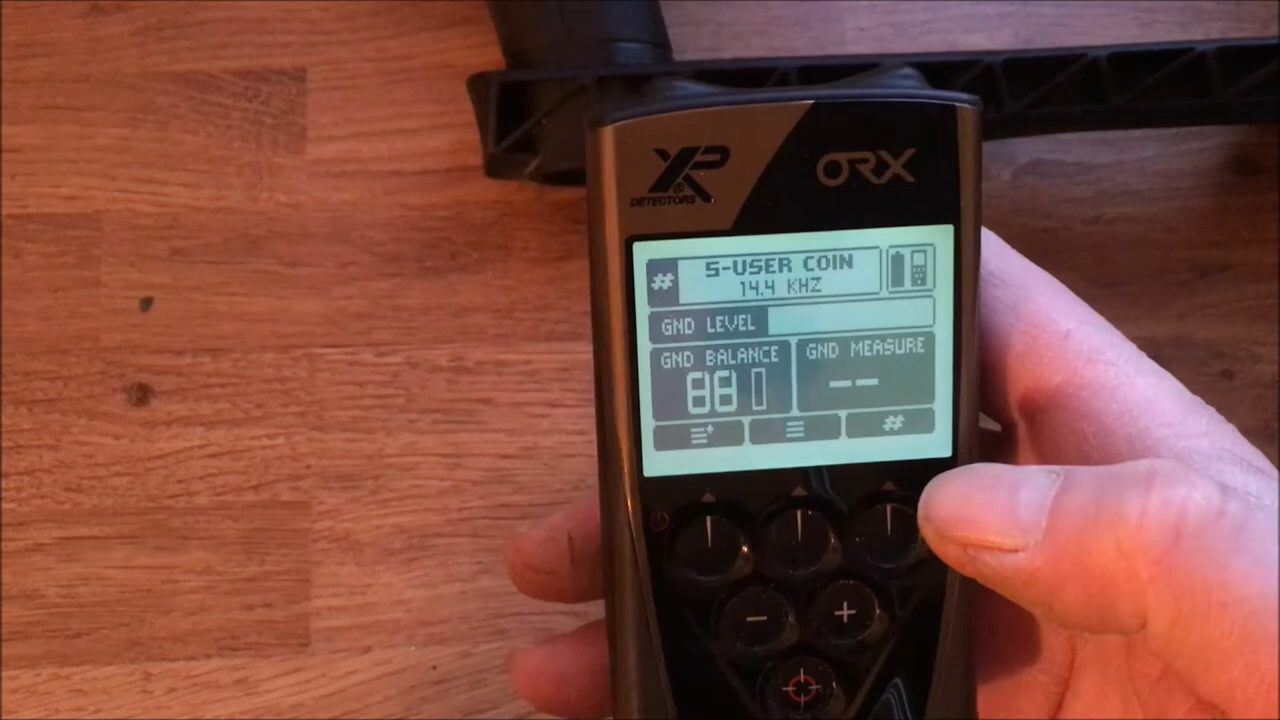 XP
DETECTORS
ORX
# 5-USER COIN
14.4 KHZ
GND LEVEL
GND BALANCE
88
GND MEASURE
--
#
- +